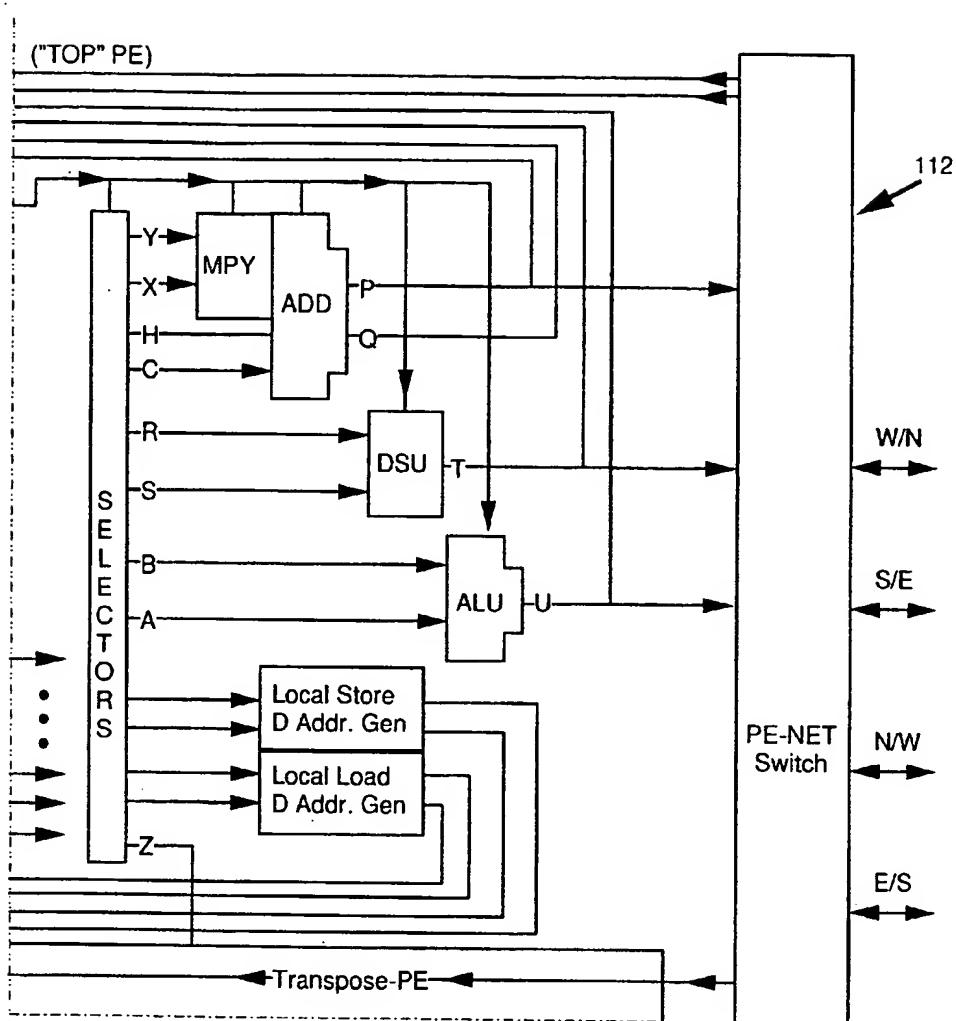 ("TOP" PE)
112
Y
MPY
X
ADD
P
H
Q
C
R
DSU
T
S
W/N
SELECTORS
B
ALU
U
S/E
A
Local Store
D Addr. Gen
PE-NET
Switch
N/W
Local Load
D Addr. Gen
Z
E/S
Transpose-PE